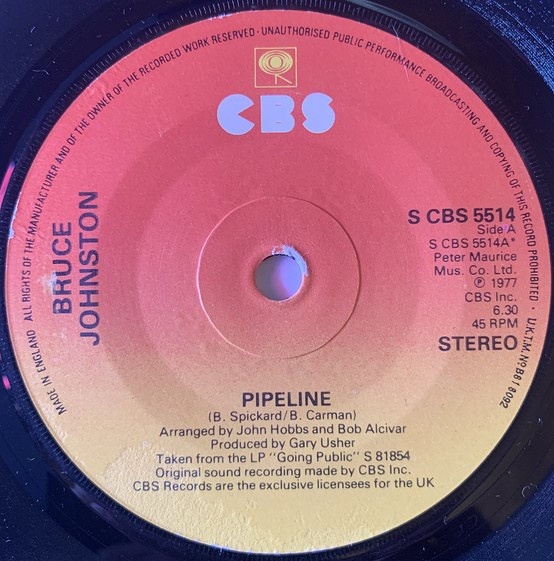 ALL RIGHTS OF THE MANUFACTURER AND OF THE OWNER OF THE RECORDED WORK RESERVED · UNAUTHORISED PUBLIC PERFORMANCE BROADCASTING AND COPYING OF THIS RECORD PROHIBITED · U.K.T.M. Nº B618092
MADE IN ENGLAND
CBS
BRUCE
JOHNSTON
S CBS 5514
Side A
S CBS 5514A*
Peter Maurice
Mus. Co. Ltd.
℗ 1977
CBS Inc.
6.30
45 RPM
STEREO
PIPELINE
(B. Spickard/B. Carman)
Arranged by John Hobbs and Bob Alcivar
Produced by Gary Usher
Taken from the LP "Going Public" S 81854
Original sound recording made by CBS Inc.
CBS Records are the exclusive licensees for the UK